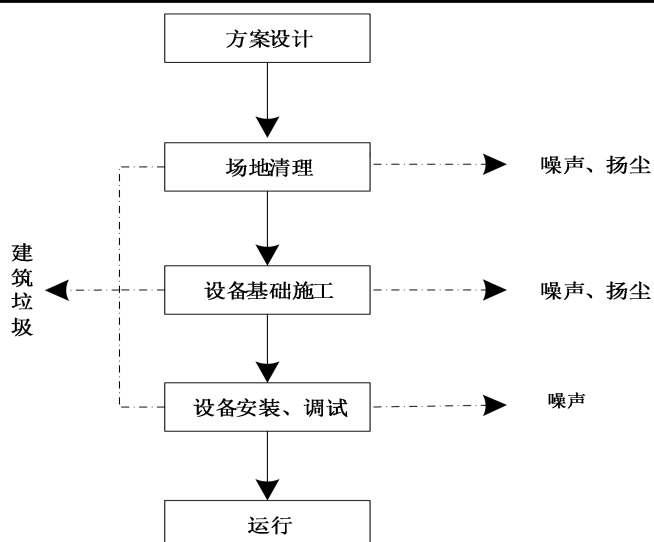 方案设计
场地清理
噪声、扬尘
建筑垃圾
设备基础施工
噪声、扬尘
设备安装、调试
噪声
运行